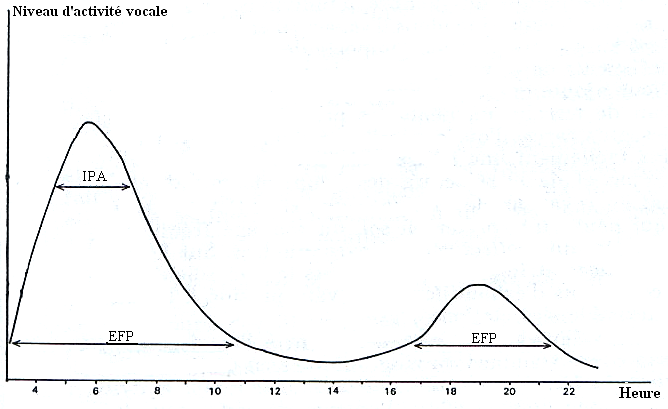 Niveau d'activité vocale
IPA
EFP
EFP
4 6 8 10 12 14 16 18 20 22 Heure